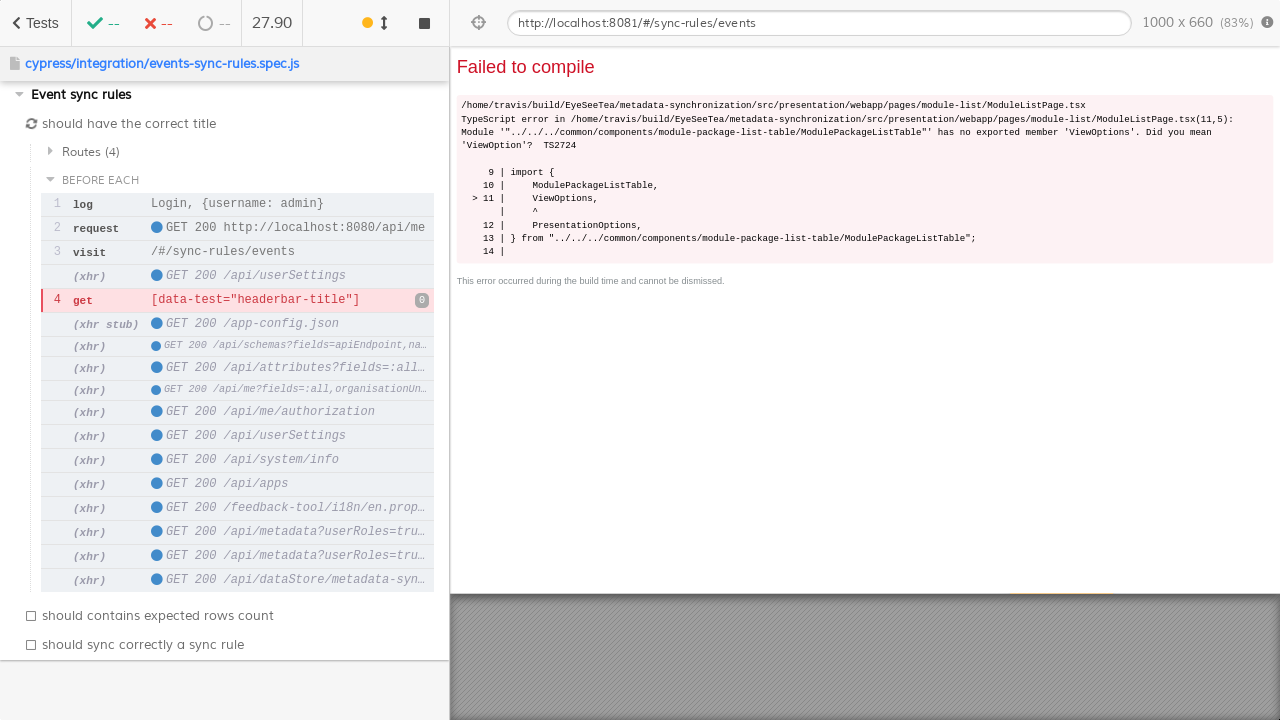 Tests
--
--
--
27.90
cypress/integration/events-sync-rules.spec.js
Event sync rules
should have the correct title
Routes (4)
BEFORE EACH
1 log Login, {username: admin}
2 request GET 200 http://localhost:8080/api/me
3 visit /#/sync-rules/events
(xhr) GET 200 /api/userSettings
4 get [data-test="headerbar-title"] 0
(xhr stub) GET 200 /app-config.json
(xhr) GET 200 /api/schemas?fields=apiEndpoint,na…
(xhr) GET 200 /api/attributes?fields=:all…
(xhr) GET 200 /api/me?fields=:all,organisationUn…
(xhr) GET 200 /api/me/authorization
(xhr) GET 200 /api/userSettings
(xhr) GET 200 /api/system/info
(xhr) GET 200 /api/apps
(xhr) GET 200 /feedback-tool/i18n/en.prop…
(xhr) GET 200 /api/metadata?userRoles=tru…
(xhr) GET 200 /api/metadata?userRoles=tru…
(xhr) GET 200 /api/dataStore/metadata-syn…
should contains expected rows count
should sync correctly a sync rule
http://localhost:8081/#/sync-rules/events
1000 x 660 (83%)
Failed to compile
/home/travis/build/EyeSeeTea/metadata-synchronization/src/presentation/webapp/pages/module-list/ModuleListPage.tsx
TypeScript error in /home/travis/build/EyeSeeTea/metadata-synchronization/src/presentation/webapp/pages/module-list/ModuleListPage.tsx(11,5):
Module '"../../../common/components/module-package-list-table/ModulePackageListTable"' has no exported member 'ViewOptions'. Did you mean
'ViewOption'?  TS2724
9 | import {
10 |     ModulePackageListTable,
> 11 |     ViewOptions,
|     ^
12 |     PresentationOptions,
13 | } from "../../../common/components/module-package-list-table/ModulePackageListTable";
14 |
This error occurred during the build time and cannot be dismissed.